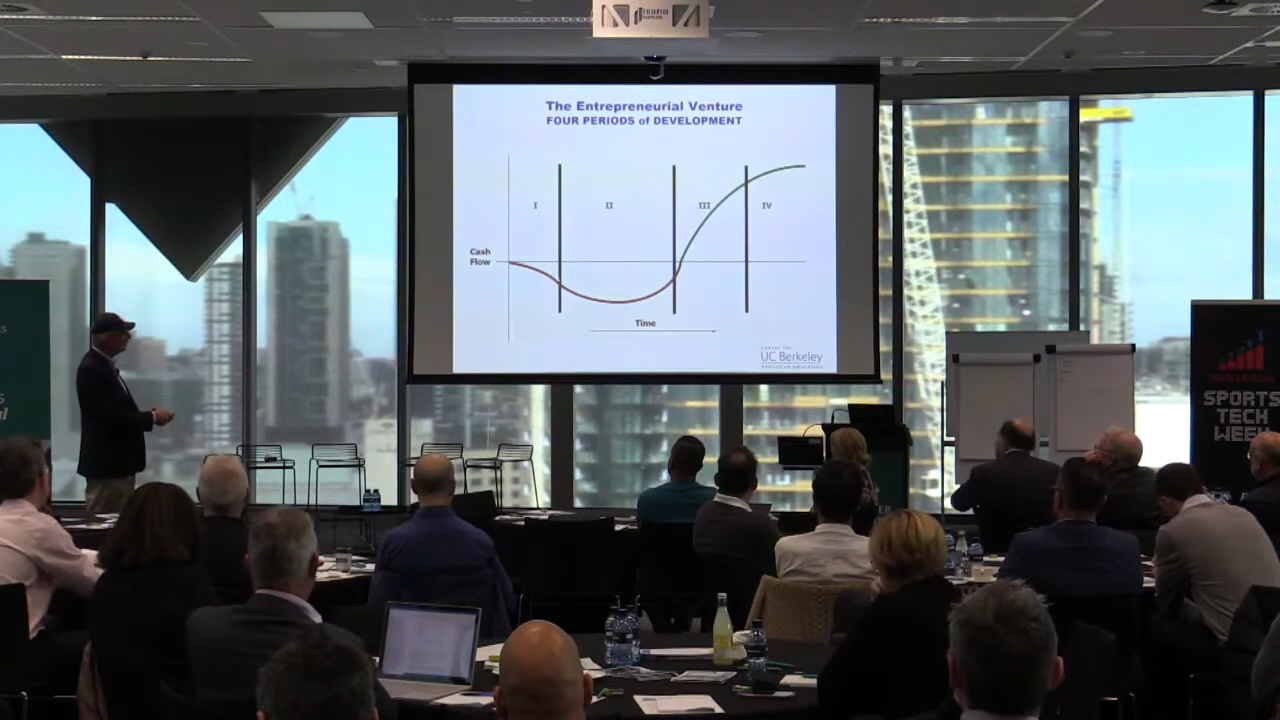 The Entrepreneurial Venture
FOUR PERIODS of DEVELOPMENT
I
II
III
IV
Cash
Flow
Time
UC Berkeley
SPORTS
TECH
WEEK